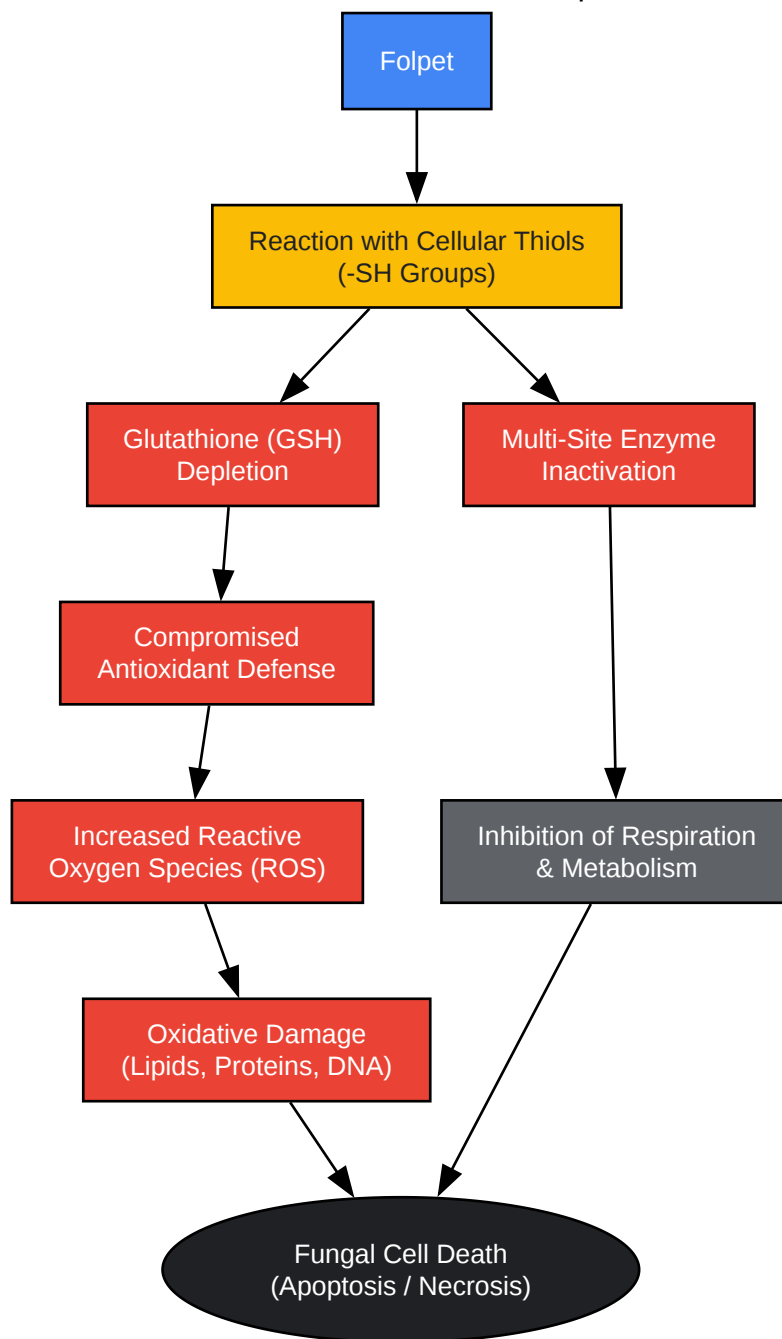 Folpet
Reaction with Cellular Thiols
(-SH Groups)
Glutathione (GSH)
Depletion
Multi-Site Enzyme
Inactivation
Compromised
Antioxidant Defense
Increased Reactive
Oxygen Species (ROS)
Inhibition of Respiration
& Metabolism
Oxidative Damage
(Lipids, Proteins, DNA)
Fungal Cell Death
(Apoptosis / Necrosis)